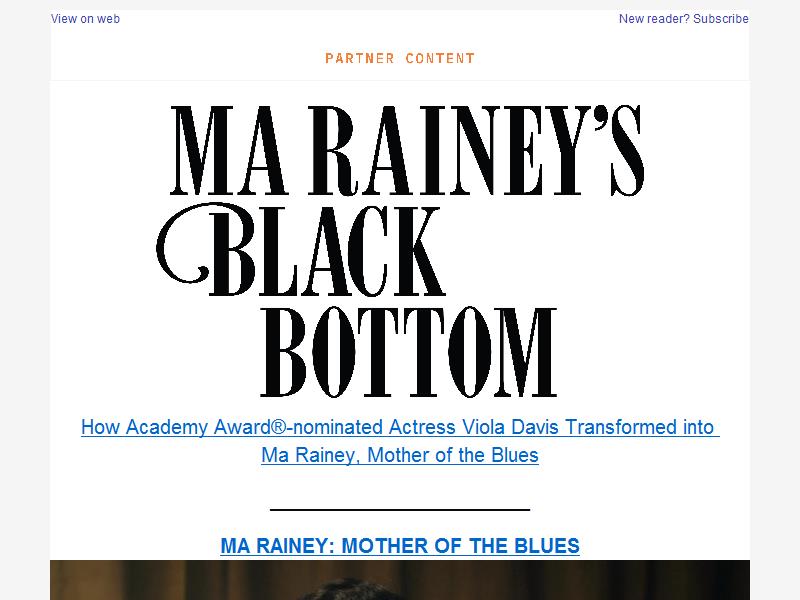 View on web
New reader? Subscribe
PARTNER CONTENT
MA RAINEY'S
BLACK
BOTTOM
How Academy Award®-nominated Actress Viola Davis Transformed into
Ma Rainey, Mother of the Blues
MA RAINEY: MOTHER OF THE BLUES